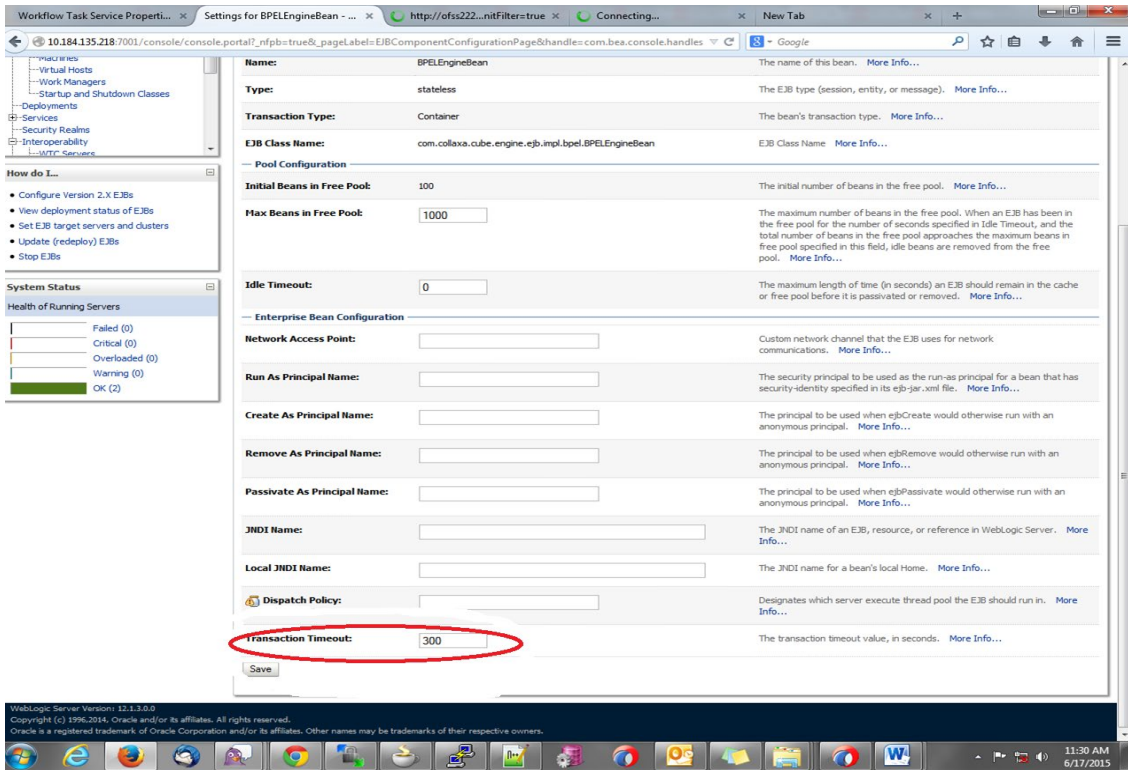 Workflow Task Service Properti... ×
Settings for BPELEngineBean - ... ×
http://ofss222...nitFilter=true ×
Connecting... ×
New Tab ×
+
10.184.135.218:7001/console/console.portal?_nfpb=true&_pageLabel=EJBComponentConfigurationPage&handle=com.bea.console.handles
Google
Machines
Virtual Hosts
Work Managers
Startup and Shutdown Classes
Deployments
Services
Security Realms
Interoperability
WTC Servers
How do I...
Configure Version 2.X EJBs
View deployment status of EJBs
Set EJB target servers and clusters
Update (redeploy) EJBs
Stop EJBs
System Status
Health of Running Servers
Failed (0)
Critical (0)
Overloaded (0)
Warning (0)
OK (2)
Name: BPELEngineBean The name of this bean. More Info...
Type: stateless The EJB type (session, entity, or message). More Info...
Transaction Type: Container The bean's transaction type. More Info...
EJB Class Name: com.collaxa.cube.engine.ejb.impl.bpel.BPELEngineBean EJB Class Name More Info...
Pool Configuration
Initial Beans in Free Pool: 100 The initial number of beans in the free pool. More Info...
Max Beans in Free Pool: 1000 The maximum number of beans in the free pool. When an EJB has been in
the free pool for the number of seconds specified in Idle Timeout, and the
total number of beans in the free pool approaches the maximum beans in
free pool specified in this field, idle beans are removed from the free
pool. More Info...
Idle Timeout: 0 The maximum length of time (in seconds) an EJB should remain in the cache
or free pool before it is passivated or removed. More Info...
Enterprise Bean Configuration
Network Access Point: Custom network channel that the EJB uses for network
communications. More Info...
Run As Principal Name: The security principal to be used as the run-as principal for a bean that has
security-identity specified in its ejb-jar.xml file. More Info...
Create As Principal Name: The principal to be used when ejbCreate would otherwise run with an
anonymous principal. More Info...
Remove As Principal Name: The principal to be used when ejbRemove would otherwise run with an
anonymous principal. More Info...
Passivate As Principal Name: The principal to be used when ejbPassivate would otherwise run with an
anonymous principal. More Info...
JNDI Name: The JNDI name of an EJB, resource, or reference in WebLogic Server. More
Info...
Local JNDI Name: The JNDI name for a bean's local Home. More Info...
Dispatch Policy: Designates which server execute thread pool the EJB should run in. More
Info...
Transaction Timeout: 300 The transaction timeout value, in seconds. More Info...
Save
WebLogic Server Version: 12.1.3.0.0
Copyright (c) 1996,2014, Oracle and/or its affiliates. All rights reserved.
Oracle is a registered trademark of Oracle Corporation and/or its affiliates. Other names may be trademarks of their respective owners.
11:30 AM
6/17/2015